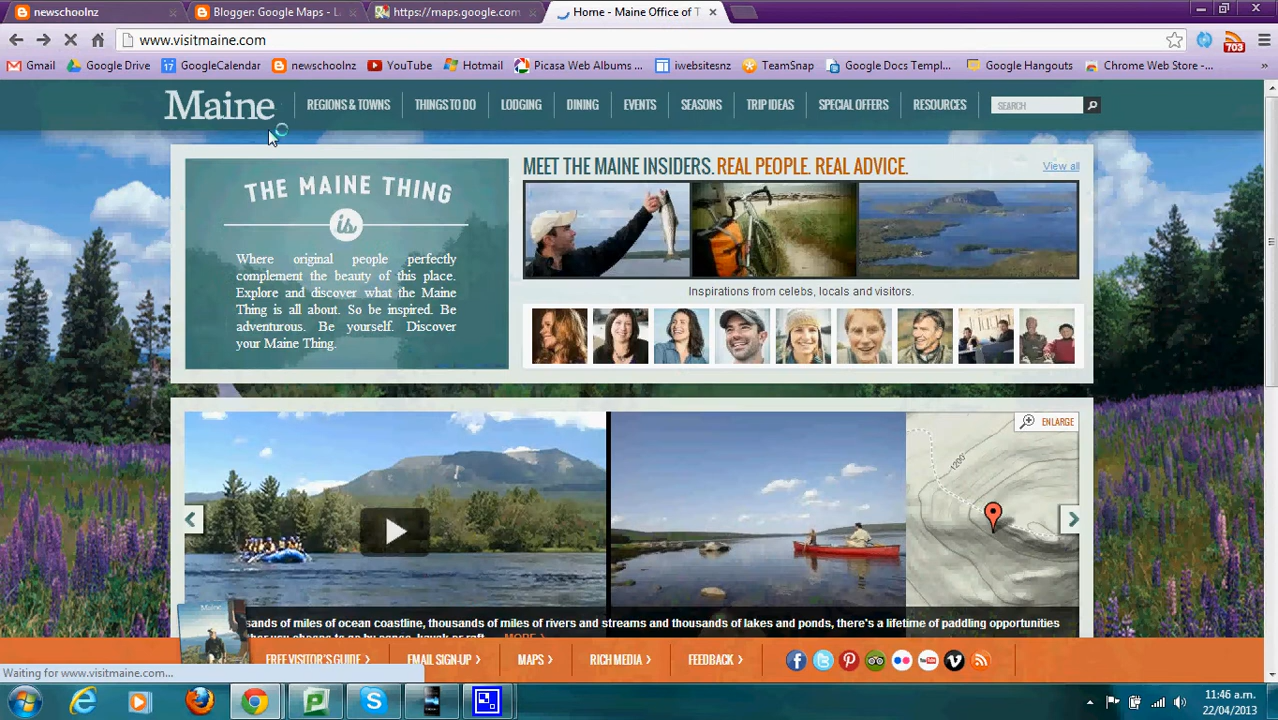 newschoolnz
Blogger: Google Maps - L
https://maps.google.com
Home - Maine Office of T
www.visitmaine.com
703
Gmail
Google Drive
17 GoogleCalendar
newschoolnz
YouTube
Hotmail
Picasa Web Albums ...
iwebsitesnz
TeamSnap
Google Docs Templ...
Google Hangouts
Chrome Web Store -...
»
Maine
REGIONS & TOWNS
THINGS TO DO
LODGING
DINING
EVENTS
SEASONS
TRIP IDEAS
SPECIAL OFFERS
RESOURCES
SEARCH
THE MAINE THING
is
Where original people perfectly
complement the beauty of this place.
Explore and discover what the Maine
Thing is all about. So be inspired. Be
adventurous. Be yourself. Discover
your Maine Thing.
MEET THE MAINE INSIDERS. REAL PEOPLE. REAL ADVICE.
View all
Inspirations from celebs, locals and visitors.
ENLARGE
1200'
sands of miles of ocean coastline, thousands of miles of rivers and streams and thousands of lakes and ponds, there's a lifetime of paddling opportunities
MORE >
Maine
FREE VISITOR'S GUIDE >
EMAIL SIGN-UP >
MAPS >
RICH MEDIA >
FEEDBACK >
Waiting for www.visitmaine.com...
11:46 a.m.
22/04/2013